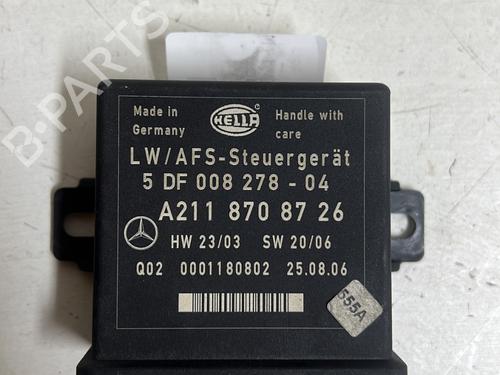 Made in
Germany
HELLA
Handle with
care
LW/AFS-Steuergerät
5 DF 008 278 - 04
A211 870 87 26
HW 23/03 SW 20/06
Q02 0001180802 25.08.06
S55A
B-PARTS